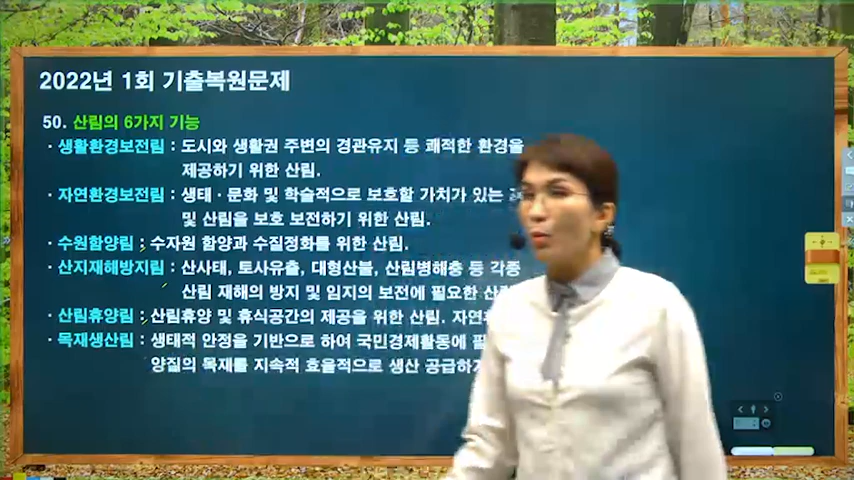 2022년 1회 기출복원문제
50. 산림의 6가지 기능
· 생활환경보전림 : 도시와 생활권 주변의 경관유지 등 쾌적한 환경을
제공하기 위한 산림.
· 자연환경보전림 : 생태 · 문화 및 학술적으로 보호할 가치가 있는
및 산림을 보호 보전하기 위한 산림.
· 수원함양림 : 수자원 함양과 수질정화를 위한 산림.
· 산지재해방지림 : 산사태, 토사유출, 대형산불, 산림병해충 등 각종
산림 재해의 방지 및 임지의 보전에 필요한
· 산림휴양림 : 산림휴양 및 휴식공간의 제공을 위한 산림.
· 목재생산림 : 생태적 안정을 기반으로 하여 국민경제활동에
양질의 목재를 지속적 효율적으로 생산